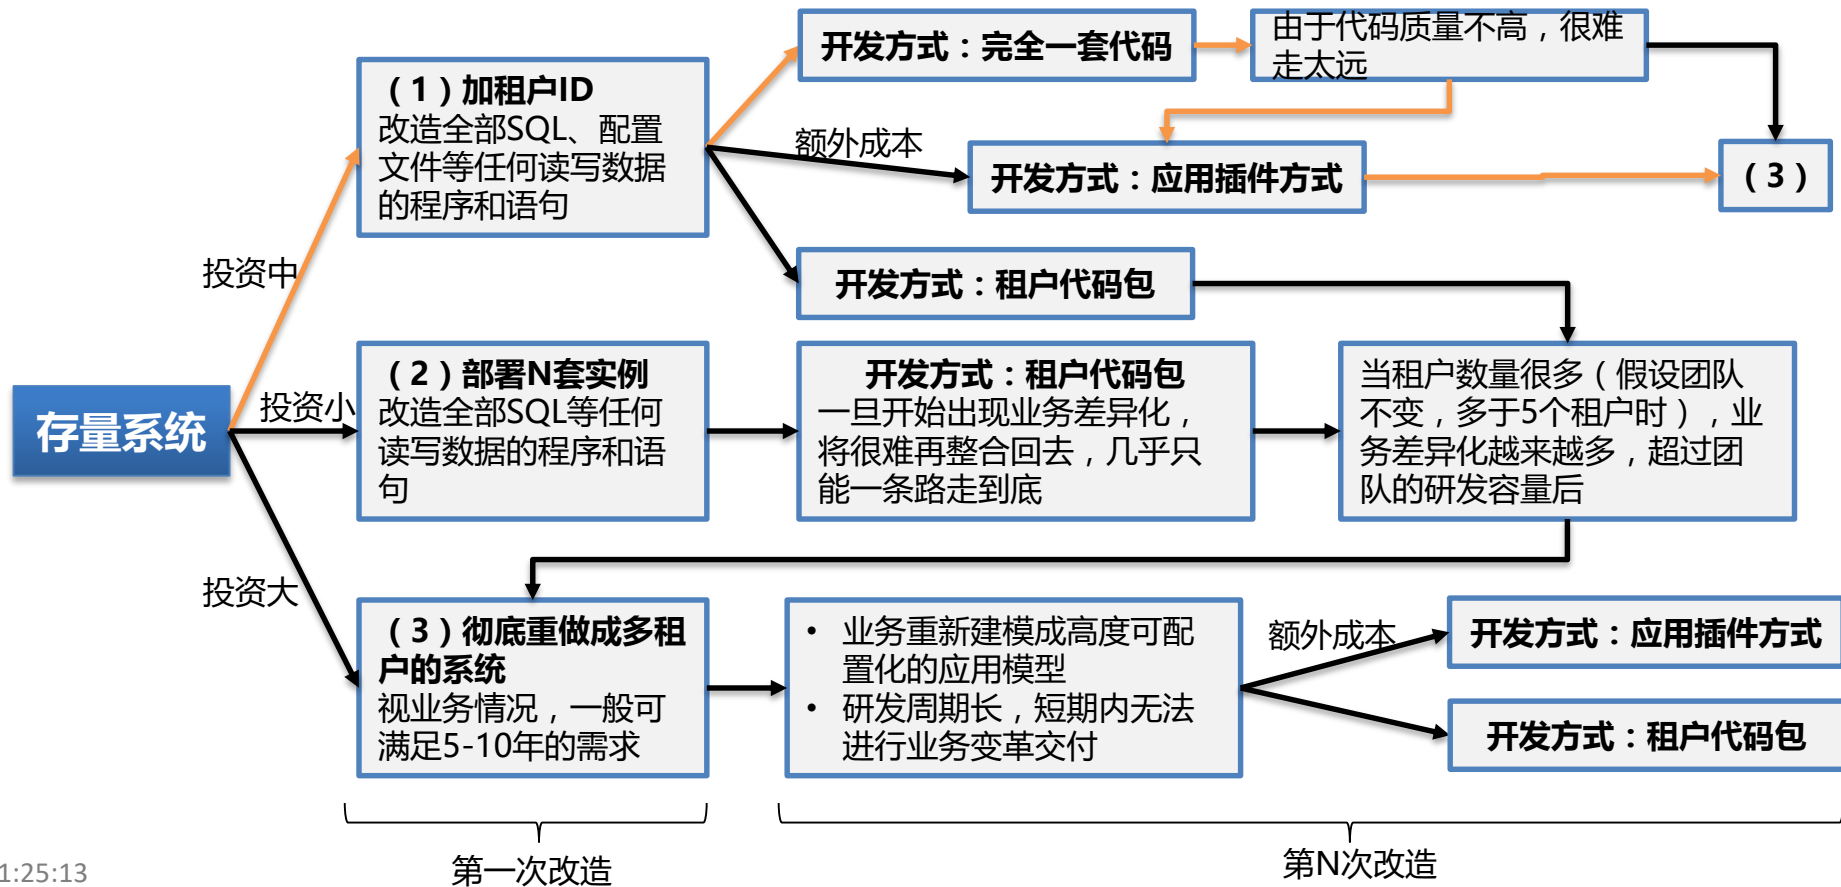 开发方式：完全一套代码
由于代码质量不高，很难
走太远
（1）加租户ID
改造全部SQL、配置
文件等任何读写数据
的程序和语句
额外成本
开发方式：应用插件方式
（3）
投资中
开发方式：租户代码包
存量系统
投资小
（2）部署N套实例
改造全部SQL等任何
读写数据的程序和语
句
开发方式：租户代码包
一旦开始出现业务差异化，
将很难再整合回去，几乎只
能一条路走到底
当租户数量很多（假设团队
不变，多于5个租户时），业
务差异化越来越多，超过团
队的研发容量后
投资大
（3）彻底重做成多租
户的系统
视业务情况，一般可
满足5-10年的需求
• 业务重新建模成高度可配
置化的应用模型
• 研发周期长，短期内无法
进行业务变革交付
额外成本
开发方式：应用插件方式
开发方式：租户代码包
第一次改造
第N次改造
1:25:13